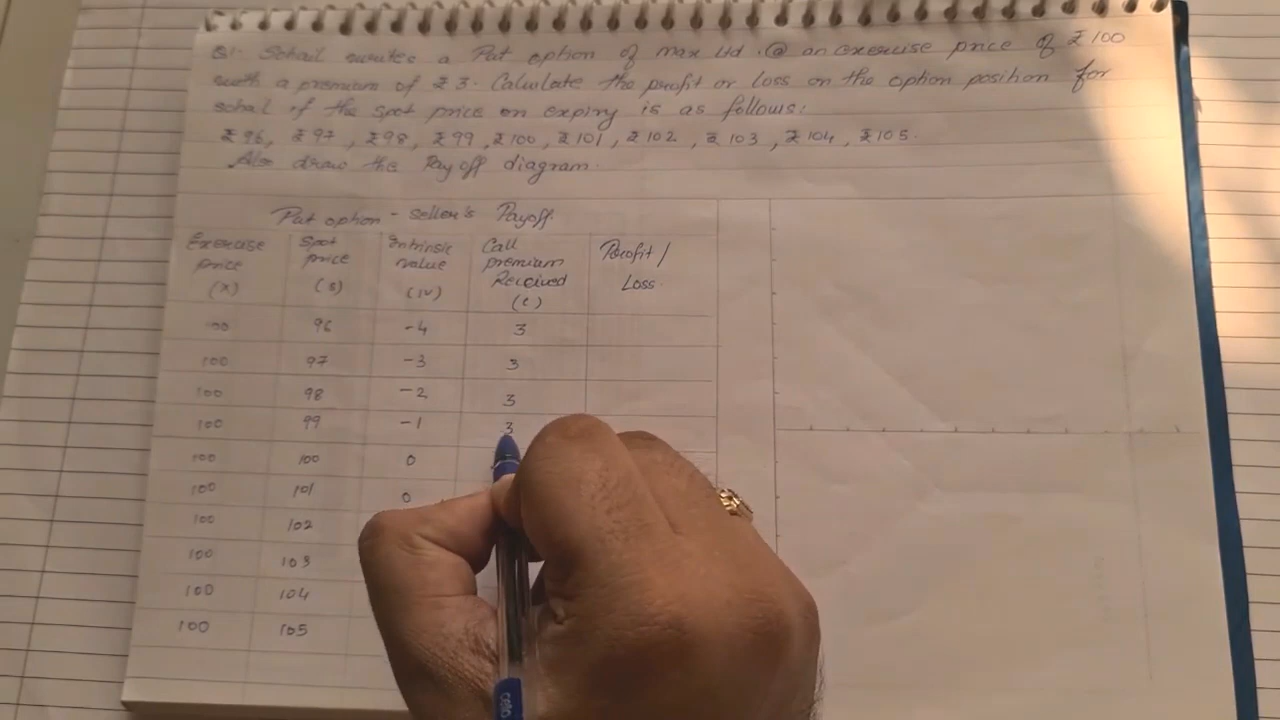 Q1. Sohail writes a Put option of Max Ltd. @ an exercise price of ₹100
with a premium of ₹3. Calculate the profit or loss on the option position for
sohail if the spot price on expiry is as follows:
₹96, ₹97, ₹98, ₹99, ₹100, ₹101, ₹102, ₹103, ₹104, ₹105.
Also draw the Pay off diagram.
Put option - seller's Payoff.
Exercise price (X) Spot price (S) Intrinsic value (IV) Call premium Received (C) Profit / Loss.
100 96 -4 3
100 97 -3 3
100 98 -2 3
100 99 -1 3
100 100 0
100 101 0
100 102
100 103
100 104
100 105